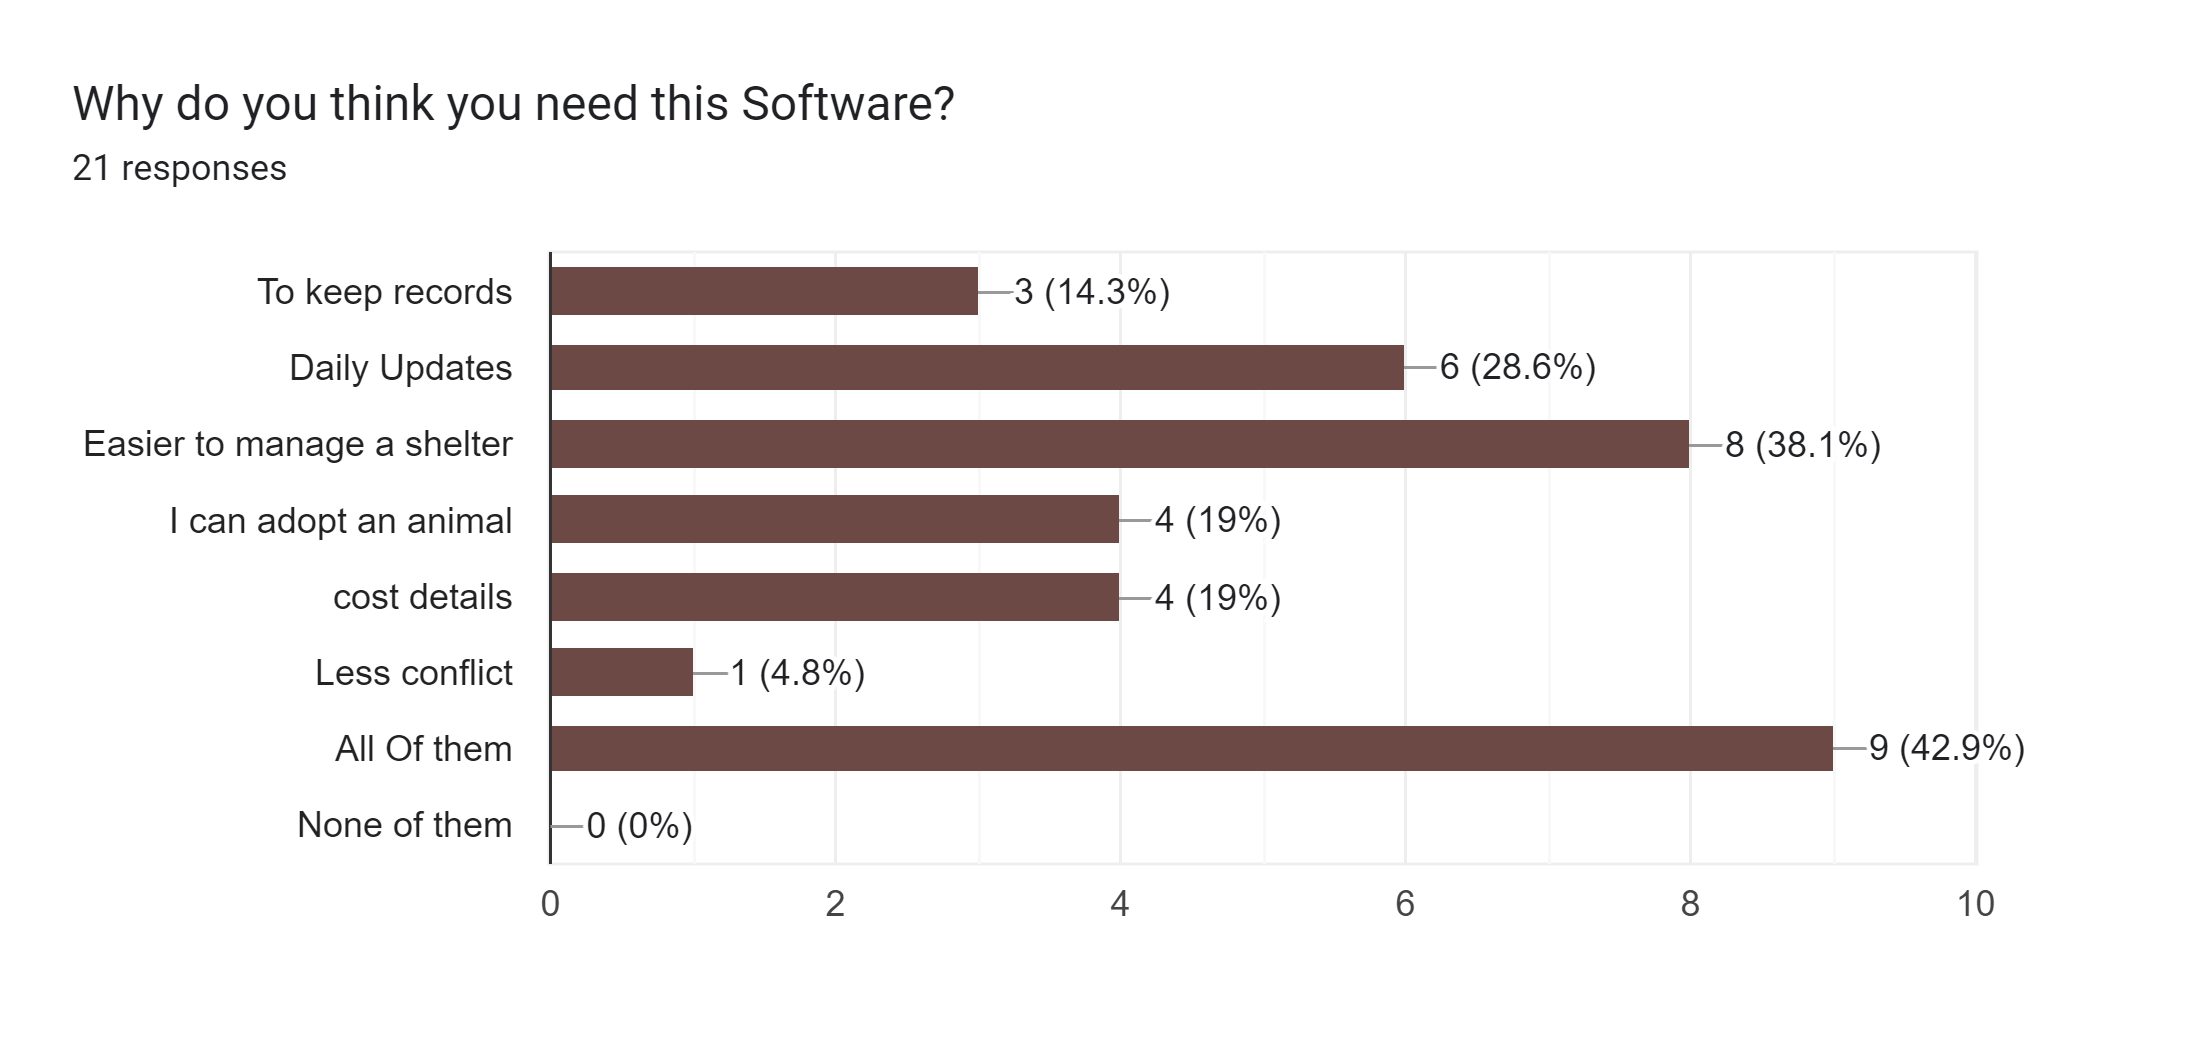 Why do you think you need this Software?
21 responses
To keep records 3 (14.3%)
Daily Updates 6 (28.6%)
Easier to manage a shelter 8 (38.1%)
I can adopt an animal 4 (19%)
cost details 4 (19%)
Less conflict 1 (4.8%)
All Of them 9 (42.9%)
None of them 0 (0%)
0 2 4 6 8 10